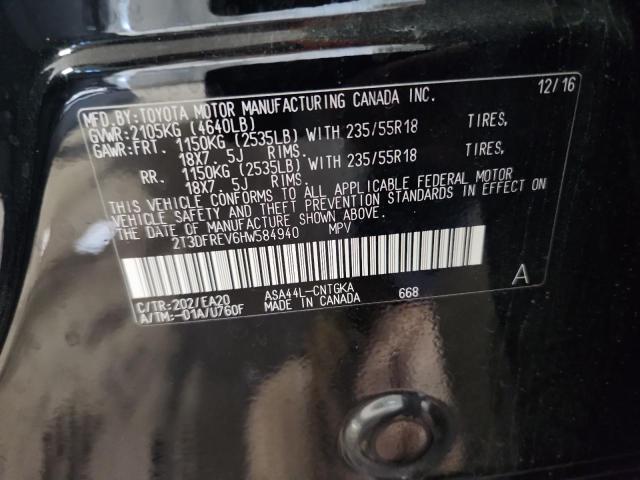 MFD. BY: TOYOTA MOTOR MANUFACTURING CANADA INC. 12/16
GVWR: 2105KG (4640LB)
GAWR: FRT. 1150KG (2535LB) WITH 235/55R18 TIRES,
18X7. 5J RIMS.
RR. 1150KG (2535LB) WITH 235/55R18 TIRES,
18X7. 5J RIMS.
THIS VEHICLE CONFORMS TO ALL APPLICABLE FEDERAL MOTOR
VEHICLE SAFETY AND THEFT PREVENTION STANDARDS IN EFFECT ON
THE DATE OF MANUFACTURE SHOWN ABOVE.
2T3DFREV6HW584940 MPV
C/TR: 202/EA20 ASA44L-CNTGKA 668 A
A/TM: -01A/U760F MADE IN CANADA